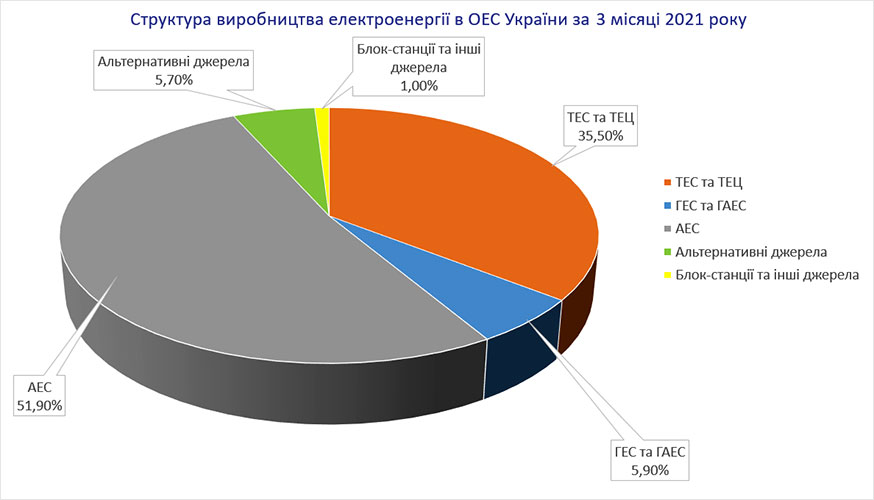 Структура виробництва електроенергії в ОЕС України за 3 місяці 2021 року
Альтернативні джерела
5,70%
Блок-станції та інші
джерела
1,00%
ТЕС та ТЕЦ
35,50%
ТЕС та ТЕЦ
ГЕС та ГАЕС
АЕС
Альтернативні джерела
Блок-станції та інші джерела
АЕС
51,90%
ГЕС та ГАЕС
5,90%